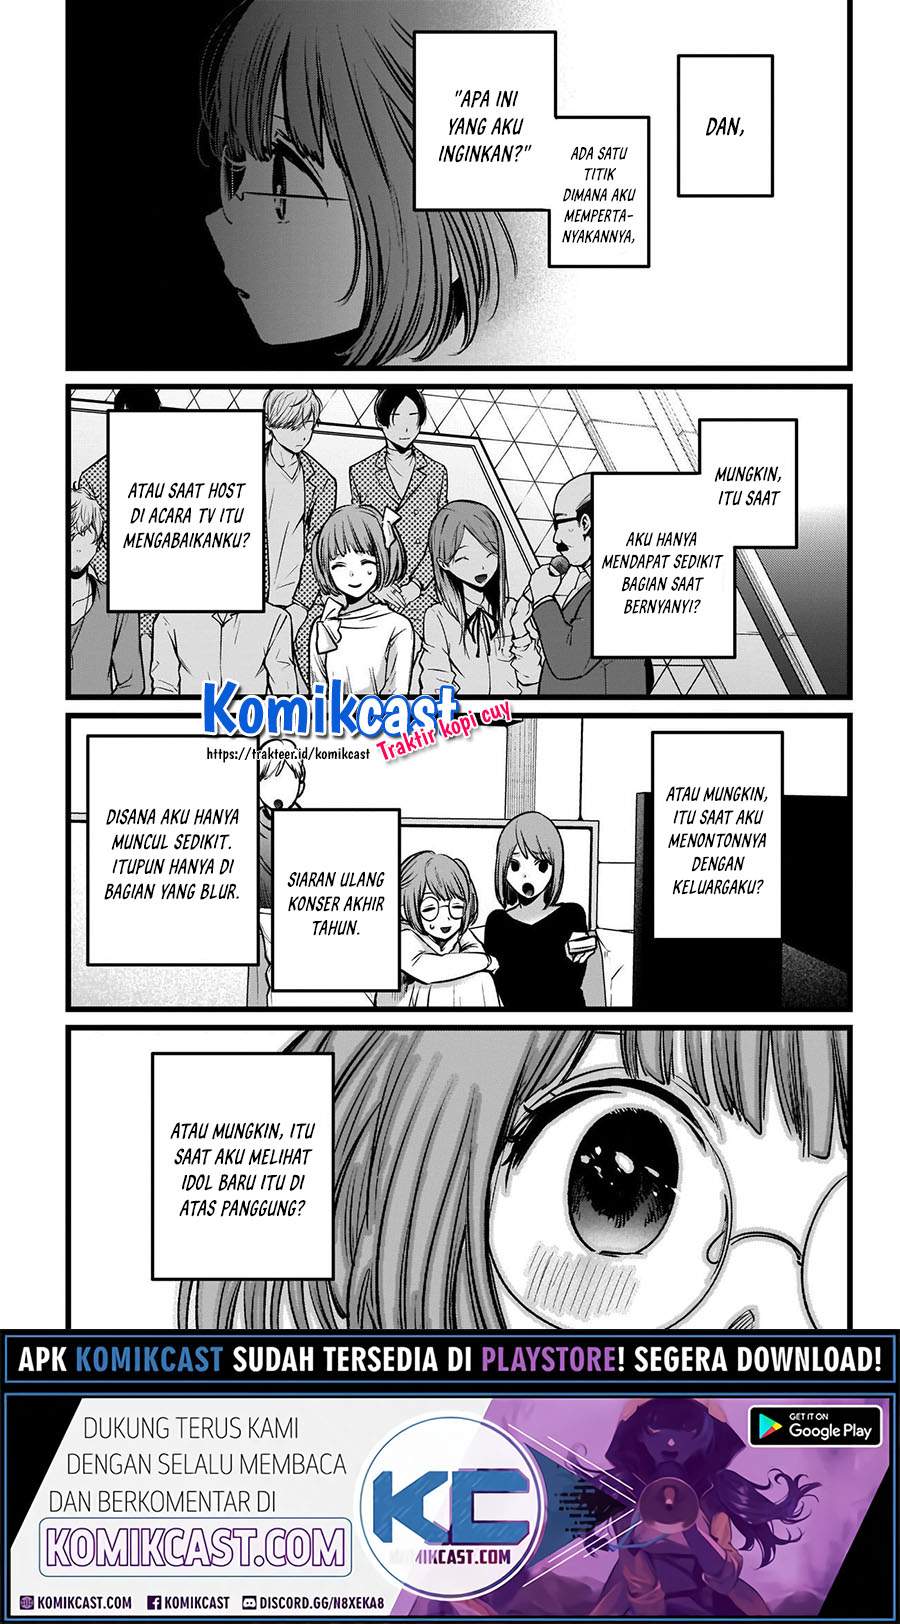 DAN,
ADA SATU
TITIK
DIMANA AKU
MEMPERTA-
NYAKANNYA,
"APA INI
YANG AKU
INGINKAN?"
MUNGKIN,
ITU SAAT
AKU HANYA
MENDAPAT SEDIKIT
BAGIAN SAAT
BERNYANYI?
ATAU SAAT HOST
DI ACARA TV ITU
MENGABAIKANKU?
Komikcast
Traktir kopi cuy
https://trakteer.id/komikcast
ATAU MUNGKIN,
ITU SAAT AKU
MENONTONNYA
DENGAN
KELUARGAKU?
SIARAN ULANG
KONSER AKHIR
TAHUN.
DISANA AKU HANYA
MUNCUL SEDIKIT.
ITUPUN HANYA DI
BAGIAN YANG BLUR.
ATAU MUNGKIN, ITU
SAAT AKU MELIHAT
IDOL BARU ITU DI
ATAS PANGGUNG?
APK KOMIKCAST SUDAH TERSEDIA DI PLAYSTORE! SEGERA DOWNLOAD!
DUKUNG TERUS KAMI
DENGAN SELALU MEMBACA
DAN BERKOMENTAR DI
KOMIKCAST.COM
KOMIKCAST.COM KOMIKCAST DISCORD.GG/N8XEKA8
KC
KOMIKCAST.COM
GET IT ON
Google Play